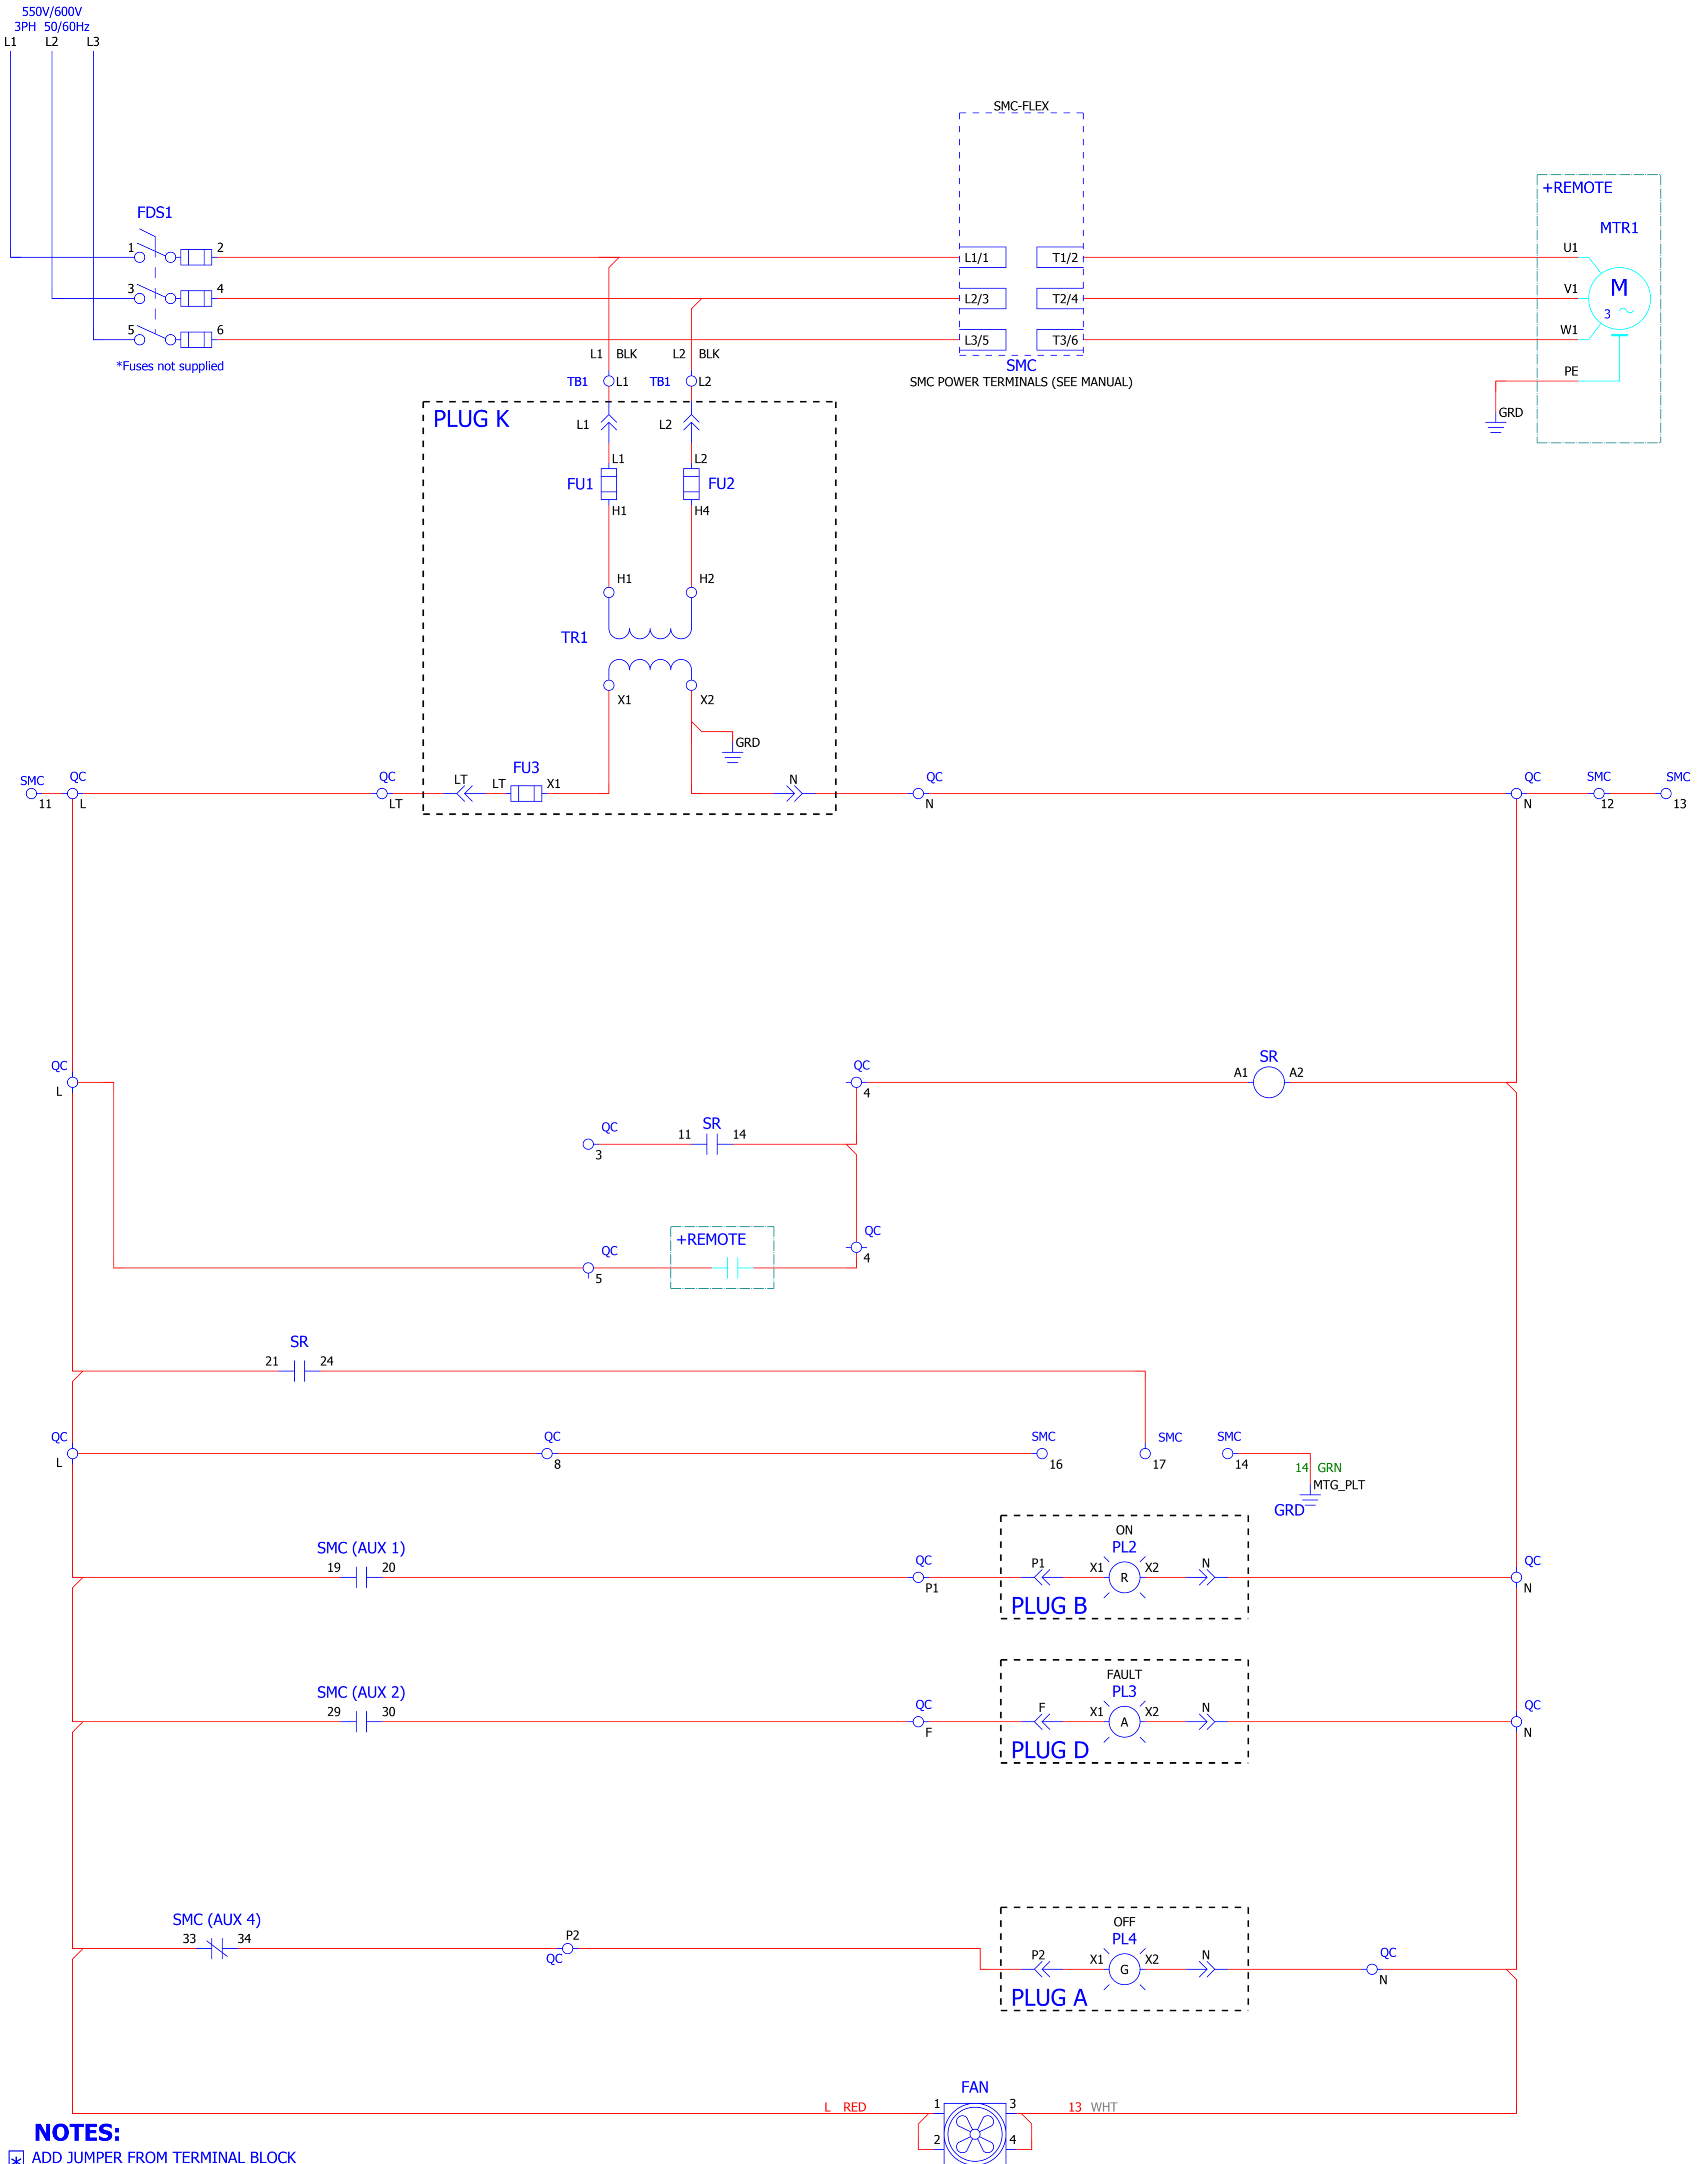 550V/600V
3PH 50/60Hz
L1 L2 L3
SMC-FLEX
+REMOTE
MTR1
FDS1
1 2
L1/1 T1/2
U1
3 4
L2/3 T2/4
V1
M
3
5 6
L3/5 T3/6
W1
*Fuses not supplied
L1 BLK L2 BLK
SMC
SMC POWER TERMINALS (SEE MANUAL)
PE
GRD
TB1 L1 TB1 L2
PLUG K
L1 L2
L1 L2
FU1 FU2
H1 H4
H1 H2
TR1
X1 X2
GRD
SMC QC QC LT LT FU3 X1 N QC QC SMC SMC
11 L LT N N 12 13
QC QC SR
L 4 A1 A2
QC 11 SR 14
3
QC +REMOTE QC
5 4
SR
21 24
QC QC SMC SMC SMC
L 8 16 17 14
14 GRN
MTG_PLT
GRD
SMC (AUX 1)
19 20
QC
P1
ON
PL2
P1 X1 R X2 N
PLUG B
QC
N
SMC (AUX 2)
29 30
QC
F
FAULT
PL3
F X1 A X2 N
PLUG D
QC
N
SMC (AUX 4)
33 34
P2
QC
OFF
PL4
P2 X1 G X2 N
PLUG A
QC
N
FAN
L RED 1 3 13 WHT
2 4
NOTES:
* ADD JUMPER FROM TERMINAL BLOCK